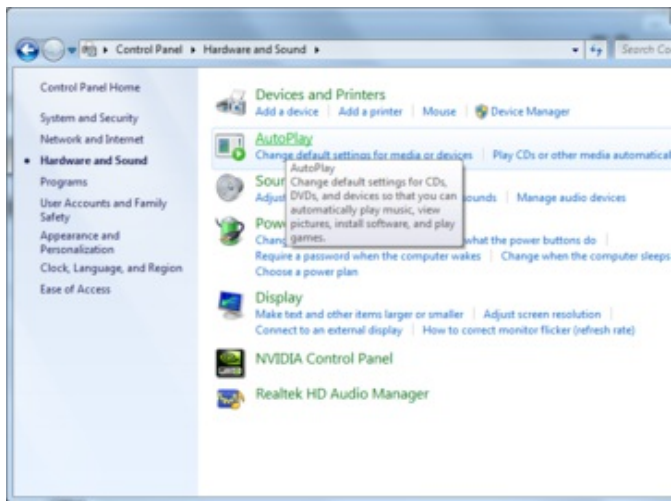 Control Panel ▸ Hardware and Sound ▸
Search Co
Control Panel Home
System and Security
Network and Internet
Hardware and Sound
Programs
User Accounts and Family
Safety
Appearance and
Personalization
Clock, Language, and Region
Ease of Access
Devices and Printers
Add a device | Add a printer | Mouse | Device Manager
AutoPlay
Change default settings for media or devices | Play CDs or other media automatical
AutoPlay
Change default settings for CDs,
DVDs, and devices so that you can
automatically play music, view
pictures, install software, and play
games.
Soun
Adjus
ounds | Manage audio devices
Pow
Chang
what the power buttons do |
Require a password when the computer wakes | Change when the computer sleeps
Choose a power plan
Display
Make text and other items larger or smaller | Adjust screen resolution |
Connect to an external display | How to correct monitor flicker (refresh rate)
NVIDIA Control Panel
Realtek HD Audio Manager